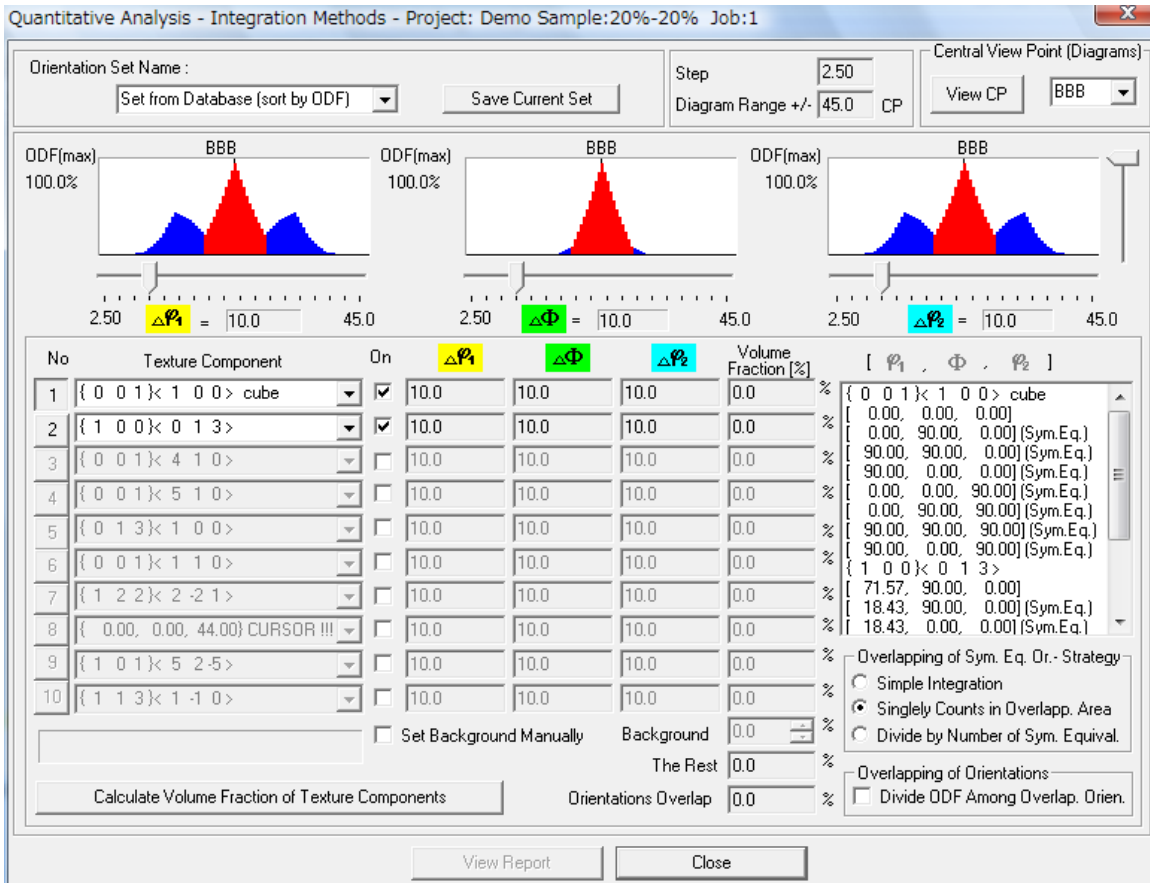 Quantitative Analysis - Integration Methods - Project: Demo Sample:20%-20% Job:1
Orientation Set Name :
Set from Database (sort by ODF)
Save Current Set
Step 2.50
Diagram Range +/- 45.0 CP
Central View Point (Diagrams)
View CP BBB
ODF(max) BBB
100.0%
2.50 △φ1 = 10.0 45.0
ODF(max) BBB
100.0%
2.50 △Φ = 10.0 45.0
ODF(max) BBB
100.0%
2.50 △φ2 = 10.0 45.0
No Texture Component On △φ1 △Φ △φ2 Volume Fraction [%]
1 { 0 0 1}< 1 0 0> cube 10.0 10.0 10.0 0.0 %
2 { 1 0 0}< 0 1 3> 10.0 10.0 10.0 0.0 %
3 { 0 0 1}< 4 1 0> 10.0 10.0 10.0 0.0 %
4 { 0 0 1}< 5 1 0> 10.0 10.0 10.0 0.0 %
5 { 0 1 3}< 1 0 0> 10.0 10.0 10.0 0.0 %
6 { 0 0 1}< 1 1 0> 10.0 10.0 10.0 0.0 %
7 { 1 2 2}< 2 -2 1> 10.0 10.0 10.0 0.0 %
8 { 0.00, 0.00, 44.00} CURSOR !!! 10.0 10.0 10.0 0.0 %
9 { 1 0 1}< 5 2-5> 10.0 10.0 10.0 0.0 %
10 { 1 1 3}< 1 -1 0> 10.0 10.0 10.0 0.0 %
Set Background Manually Background 0.0 %
The Rest 0.0 %
Calculate Volume Fraction of Texture Components
Orientations Overlap 0.0 %
[ φ1 , Φ , φ2 ]
{ 0 0 1}< 1 0 0> cube
[ 0.00, 0.00, 0.00]
[ 0.00, 90.00, 0.00] (Sym.Eq.)
[ 90.00, 90.00, 0.00] (Sym.Eq.)
[ 90.00, 0.00, 0.00] (Sym.Eq.)
[ 0.00, 0.00, 90.00] (Sym.Eq.)
[ 0.00, 90.00, 90.00] (Sym.Eq.)
[ 90.00, 90.00, 90.00] (Sym.Eq.)
[ 90.00, 0.00, 90.00] (Sym.Eq.)
{ 1 0 0}< 0 1 3>
[ 71.57, 90.00, 0.00]
[ 18.43, 90.00, 0.00] (Sym.Eq.)
[ 18.43, 0.00, 0.00] (Sym.Eq.)
Overlapping of Sym. Eq. Or.- Strategy
Simple Integration
Singlely Counts in Overlapp. Area
Divide by Number of Sym. Equival.
Overlapping of Orientations
Divide ODF Among Overlap. Orien.
View Report
Close